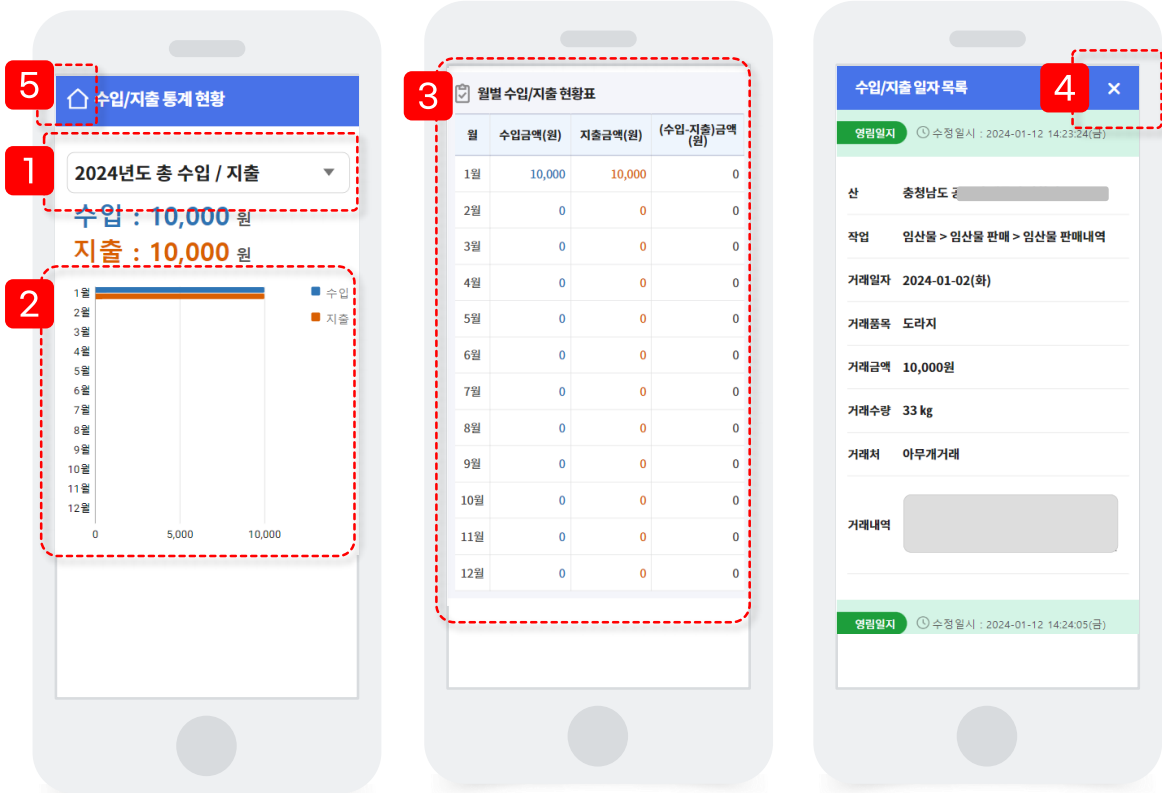 5
수입/지출 통계 현황
1
2024년도 총 수입 / 지출
수입 : 10,000 원
지출 : 10,000 원
2
1월
수입
2월
지출
3월
4월
5월
6월
7월
8월
9월
10월
11월
12월
0 5,000 10,000
3
월별 수입/지출 현황표
월 수입금액(원) 지출금액(원) (수입-지출)금액
(원)
1월 10,000 10,000 0
2월 0 0 0
3월 0 0 0
4월 0 0 0
5월 0 0 0
6월 0 0 0
7월 0 0 0
8월 0 0 0
9월 0 0 0
10월 0 0 0
11월 0 0 0
12월 0 0 0
수입/지출 일자 목록
4
영림일지 수정일시 : 2024-01-12 14:23:24(금)
산 충청남도
작업 임산물 > 임산물 판매 > 임산물 판매내역
거래일자 2024-01-02(화)
거래품목 도라지
거래금액 10,000원
거래수량 33 kg
거래처 아무개거래
거래내역
영림일지 수정일시 : 2024-01-12 14:24:05(금)